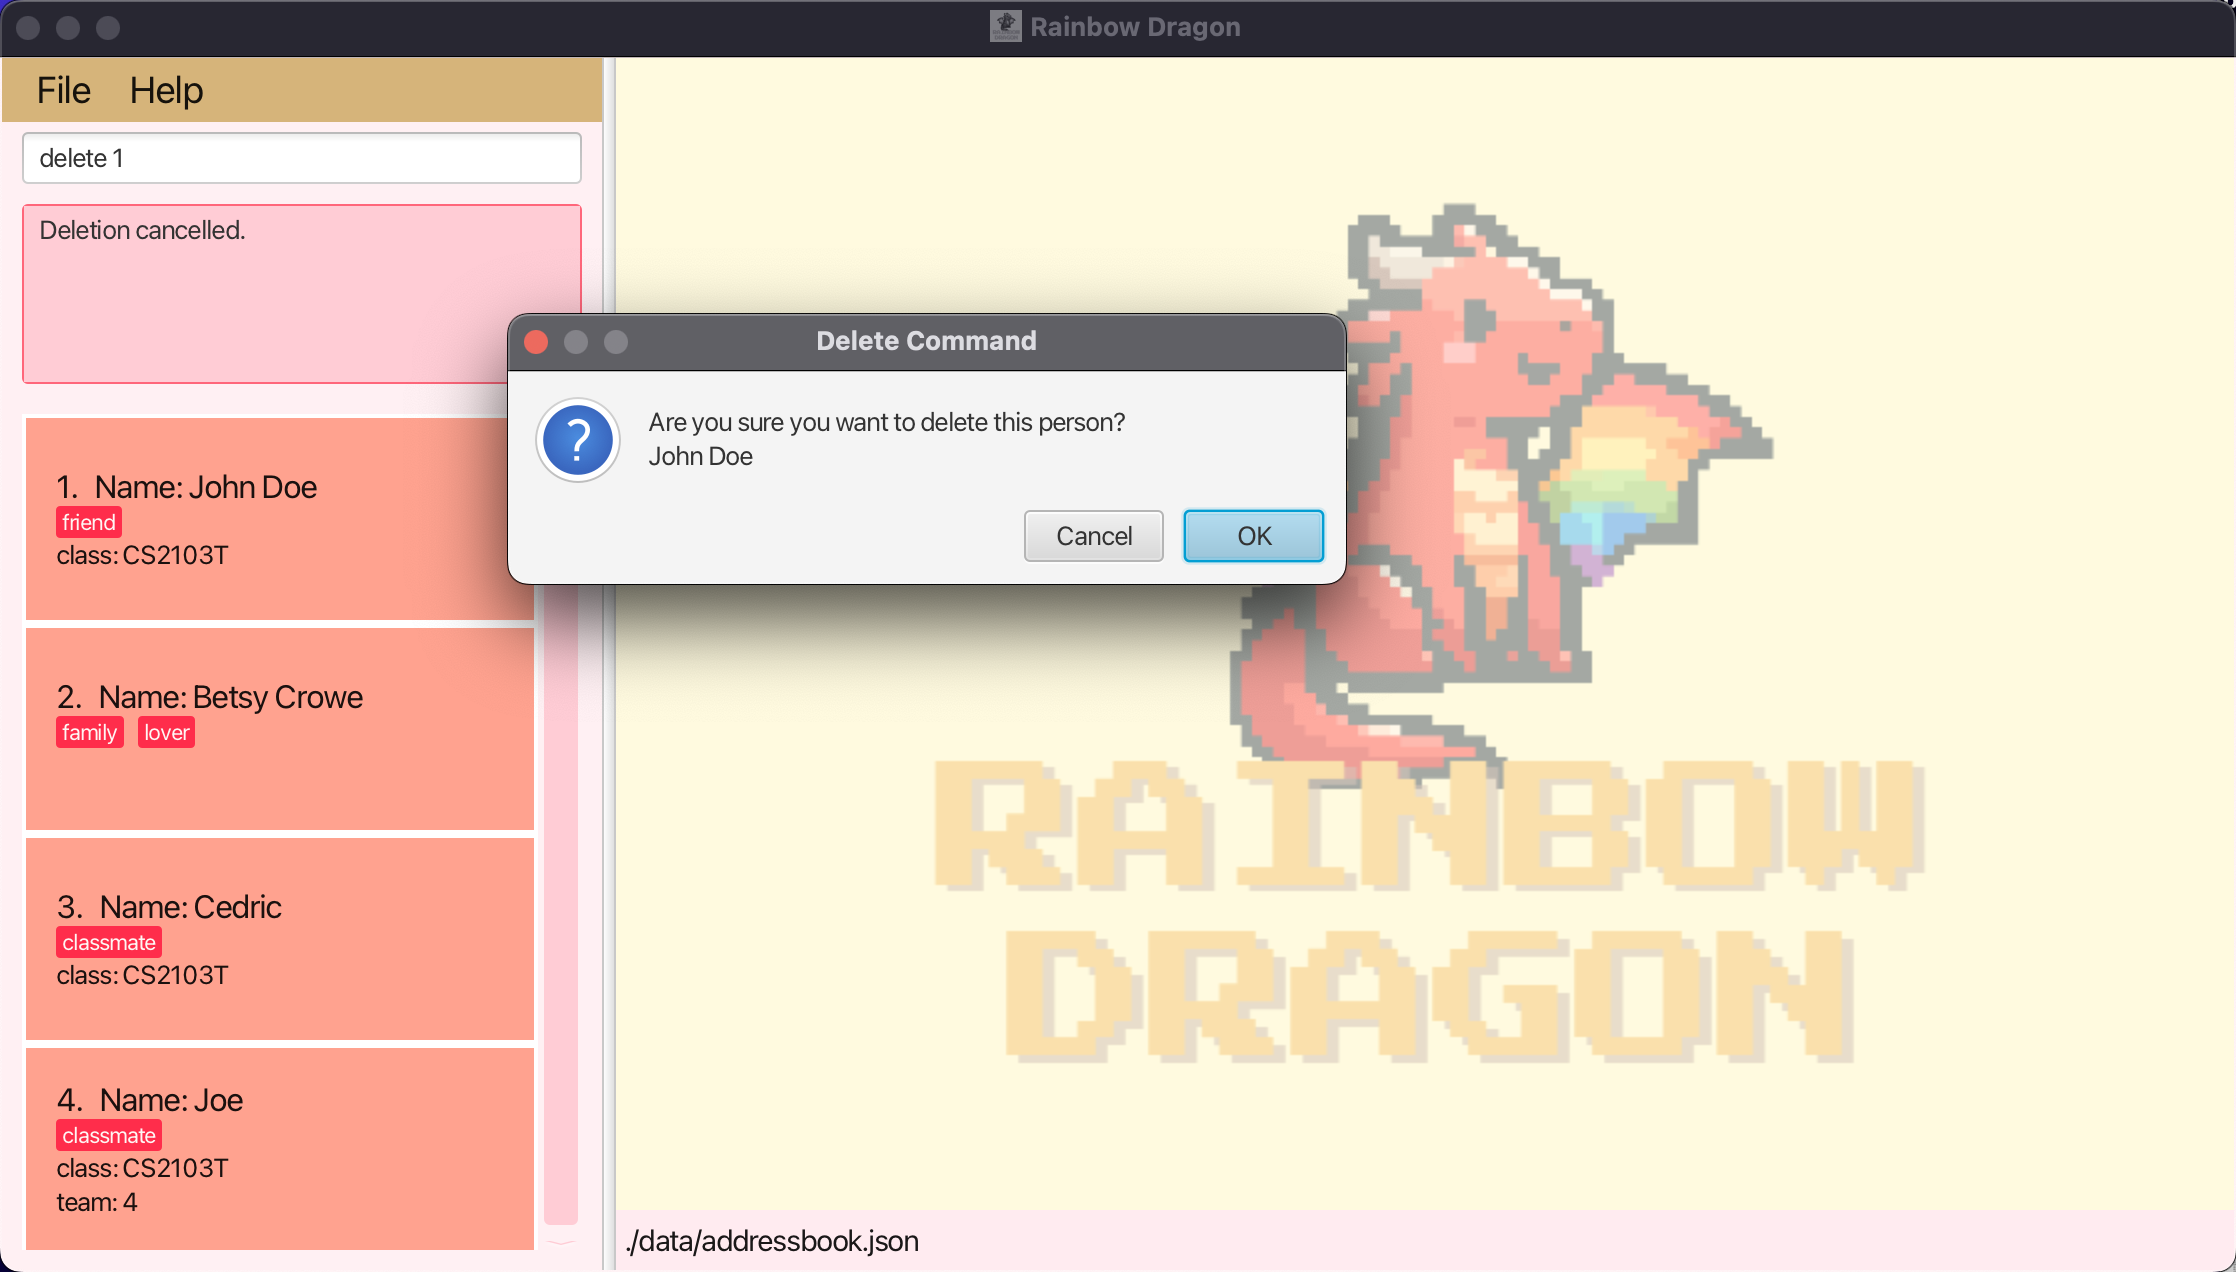 Rainbow Dragon
File Help
delete 1
Deletion cancelled.
Delete Command
?
Are you sure you want to delete this person?
John Doe
Cancel OK
1. Name: John Doe
friend
class: CS2103T
2. Name: Betsy Crowe
family lover
3. Name: Cedric
classmate
class: CS2103T
4. Name: Joe
classmate
class: CS2103T
team: 4
RAINBOW
DRAGON
./data/addressbook.json